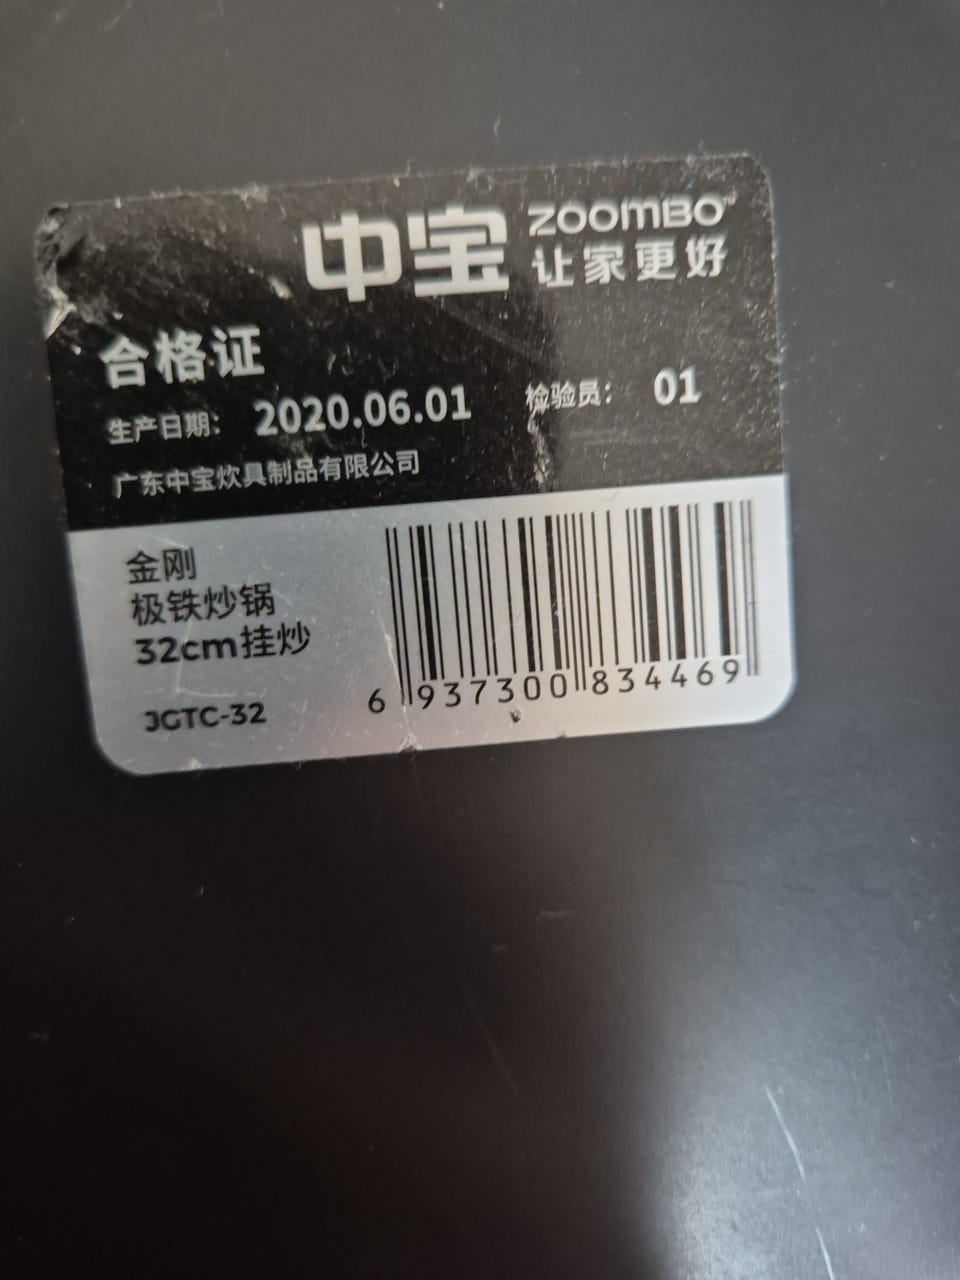 中宝 ZOOMBO™
让家更好
合格证
生产日期： 2020.06.01 检验员： 01
广东中宝炊具制品有限公司
金刚
极铁炒锅
32cm挂炒
JGTC-32
6 937300 834469